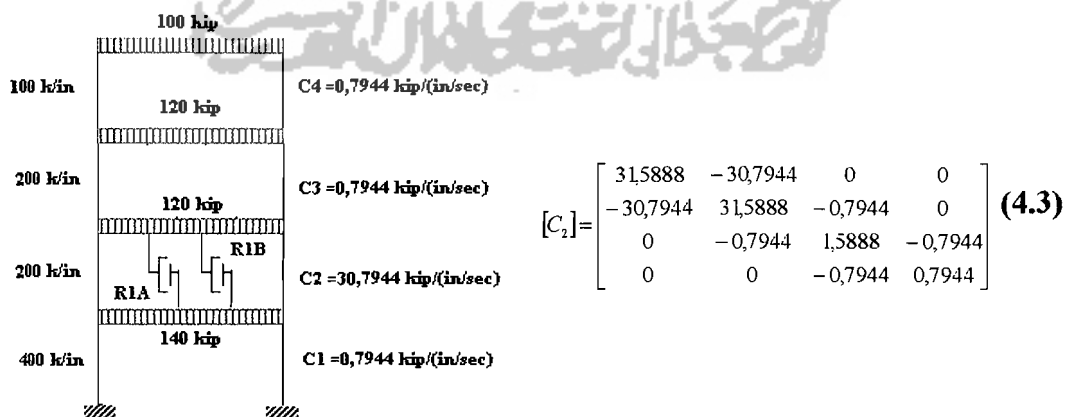 100 kip
100 k/in
C4 =0,7944 kip/(in/sec)
120 kip
200 k/in
C3 =0,7944 kip/(in/sec)
120 kip
R1B
200 k/in
R1A
C2 =30,7944 kip/(in/sec)
140 kip
400 k/in
C1 =0,7944 kip/(in/sec)
[C₂]=
31,5888 −30,7944 0 0
−30,7944 31,5888 −0,7944 0
0 −0,7944 1,5888 −0,7944
0 0 −0,7944 0,7944
(4.3)